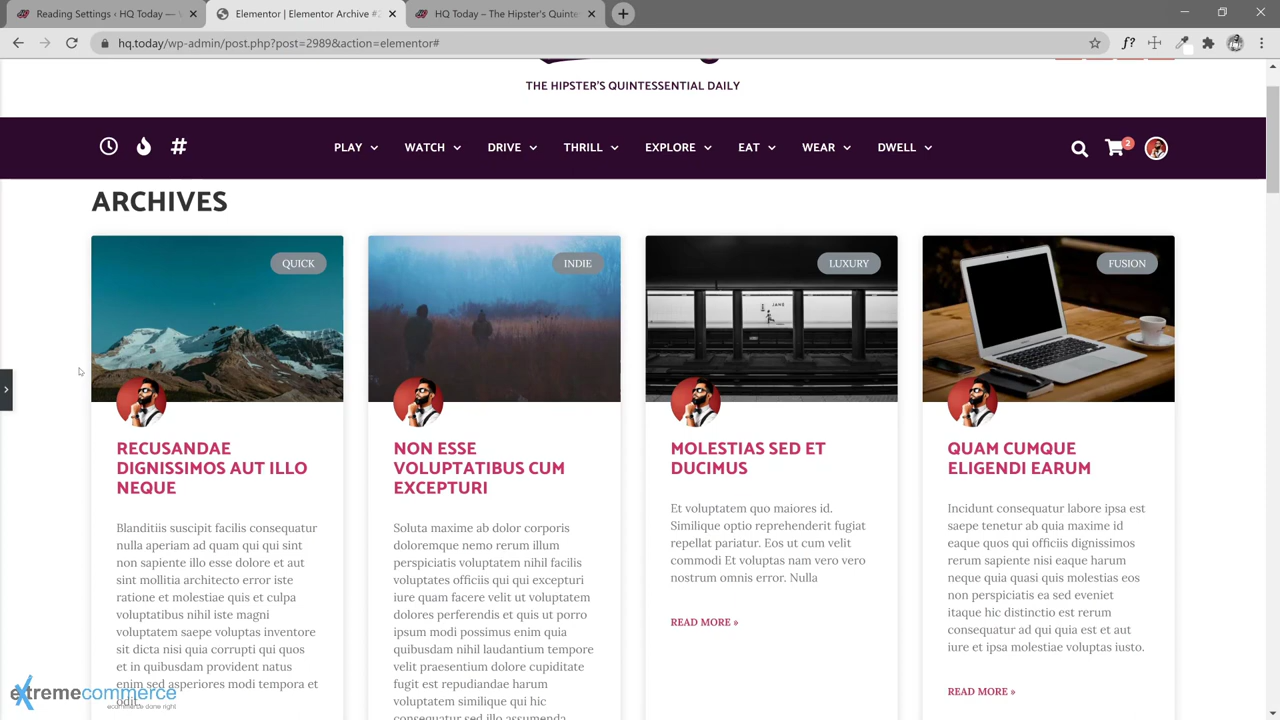 Reading Settings ‹ HQ Today —
Elementor | Elementor Archive #2
HQ Today – The Hipster's Quinte
hq.today/wp-admin/post.php?post=2989&action=elementor#
f?
THE HIPSTER'S QUINTESSENTIAL DAILY
#
PLAY WATCH DRIVE THRILL EXPLORE EAT WEAR DWELL
2
ARCHIVES
QUICK
INDIE
LUXURY
FUSION
RECUSANDAE
DIGNISSIMOS AUT ILLO
NEQUE
Blanditiis suscipit facilis consequatur
nulla aperiam ad quam qui qui sint
non sapiente illo esse dolore et aut
sint mollitia architecto error iste
ratione et molestiae quis et culpa
voluptatibus nihil iste magni
voluptatem saepe voluptas inventore
sit dicta nisi quia corrupti qui quos
et in quibusdam provident natus
enim sed asperiores modi tempora et
odit.
NON ESSE
VOLUPTATIBUS CUM
EXCEPTURI
Soluta maxime ab dolor corporis
doloremque nemo rerum illum
perspiciatis voluptatem nihil facilis
voluptates officiis qui qui excepturi
iure quam facere velit ut voluptatem
dolores perferendis et quis ut porro
ipsum modi possimus enim quia
quibusdam nihil laudantium tempore
velit praesentium dolore cupiditate
fugit est repudiandae harum
voluptatem similique qui hic
consequatur sed illo assumenda
MOLESTIAS SED ET
DUCIMUS
Et voluptatem quo maiores id.
Similique optio reprehenderit fugiat
repellat pariatur. Eos ut cum velit
commodi Et voluptas nam vero vero
nostrum omnis error. Nulla
READ MORE »
QUAM CUMQUE
ELIGENDI EARUM
Incidunt consequatur labore ipsa est
saepe tenetur ab quia maxime id
eaque quos qui officiis dignissimos
rerum sapiente nisi eaque harum
neque quia quasi quis molestias eos
non perspiciatis ea sed eveniet
itaque hic distinctio est rerum
consequatur ad qui quia est et aut
iure et ipsa molestiae voluptas iusto.
READ MORE »
extremecommerce
ecommerce done right